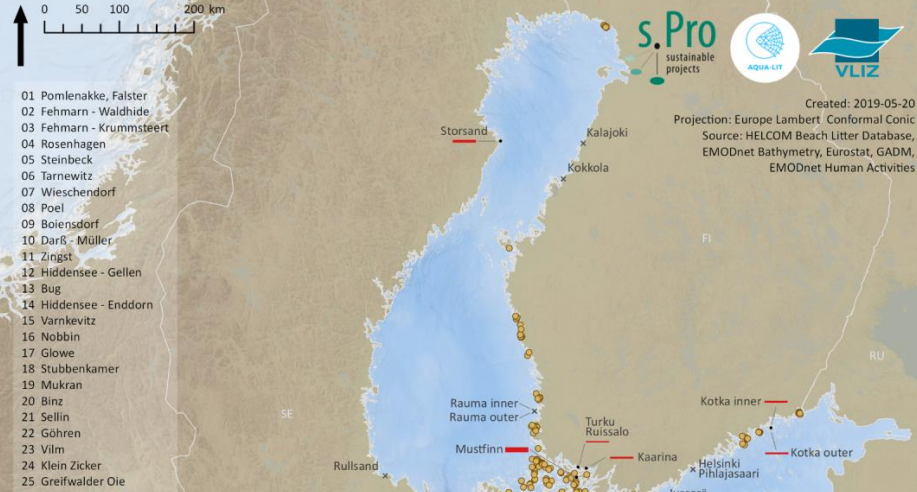 0 50 100 200 km
s.Pro
sustainable
projects
AQUA-LIT
VLIZ
Created: 2019-05-20
Projection: Europe Lambert Conformal Conic
Source: HELCOM Beach Litter Database,
EMODnet Bathymetry, Eurostat, GADM,
EMODnet Human Activities
01 Pomlenakke, Falster
02 Fehmarn - Waldhide
03 Fehmarn - Krummsteert
04 Rosenhagen
05 Steinbeck
06 Tarnewitz
07 Wieschendorf
08 Poel
09 Boiensdorf
10 Darß - Müller
11 Zingst
12 Hiddensee - Gellen
13 Bug
14 Hiddensee - Enddorn
15 Varnkevitz
16 Nobbin
17 Glowe
18 Stubbenkamer
19 Mukran
20 Binz
21 Sellin
22 Göhren
23 Vilm
24 Klein Zicker
25 Greifwalder Oie
Storsand
Kalajoki
Kokkola
FI
RU
SE
Rauma inner
Rauma outer
Turku
Ruissalo
Mustfinn
Kaarina
Rullsand
Kotka inner
Kotka outer
Helsinki
Pihlajasaari